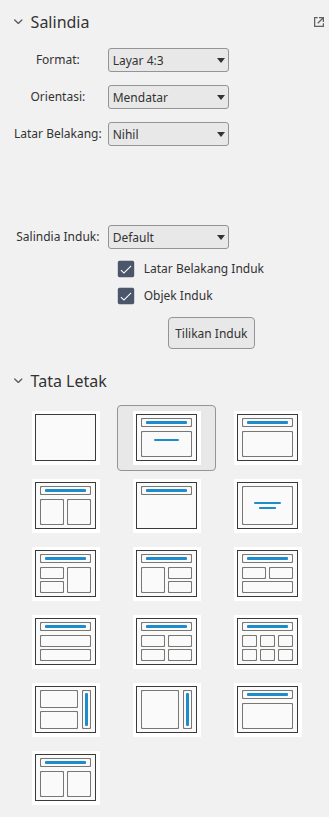 Salindia
Format: Layar 4:3
Orientasi: Mendatar
Latar Belakang: Nihil
Salindia Induk: Default
Latar Belakang Induk
Objek Induk
Tilikan Induk
Tata Letak